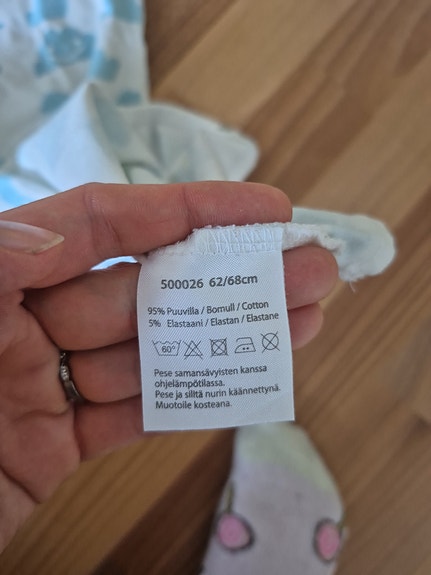 500026 62/68cm
95% Puuvilla / Bomull / Cotton
5% Elastaani / Elastan / Elastane
60°
Pese samansävyisten kanssa
ohjelämpötilassa.
Pese ja silitä nurin käännettynä.
Muotoile kosteana.